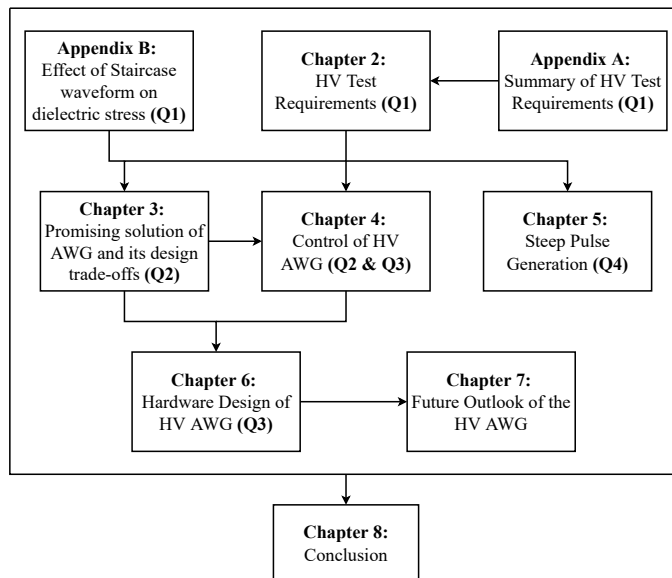 Appendix B:
Effect of Staircase
waveform on
dielectric stress (Q1)
Chapter 2:
HV Test
Requirements (Q1)
Appendix A:
Summary of HV Test
Requirements (Q1)
Chapter 3:
Promising solution of
AWG and its design
trade-offs (Q2)
Chapter 4:
Control of HV
AWG (Q2 & Q3)
Chapter 5:
Steep Pulse
Generation (Q4)
Chapter 6:
Hardware Design of
HV AWG (Q3)
Chapter 7:
Future Outlook of the
HV AWG
Chapter 8:
Conclusion